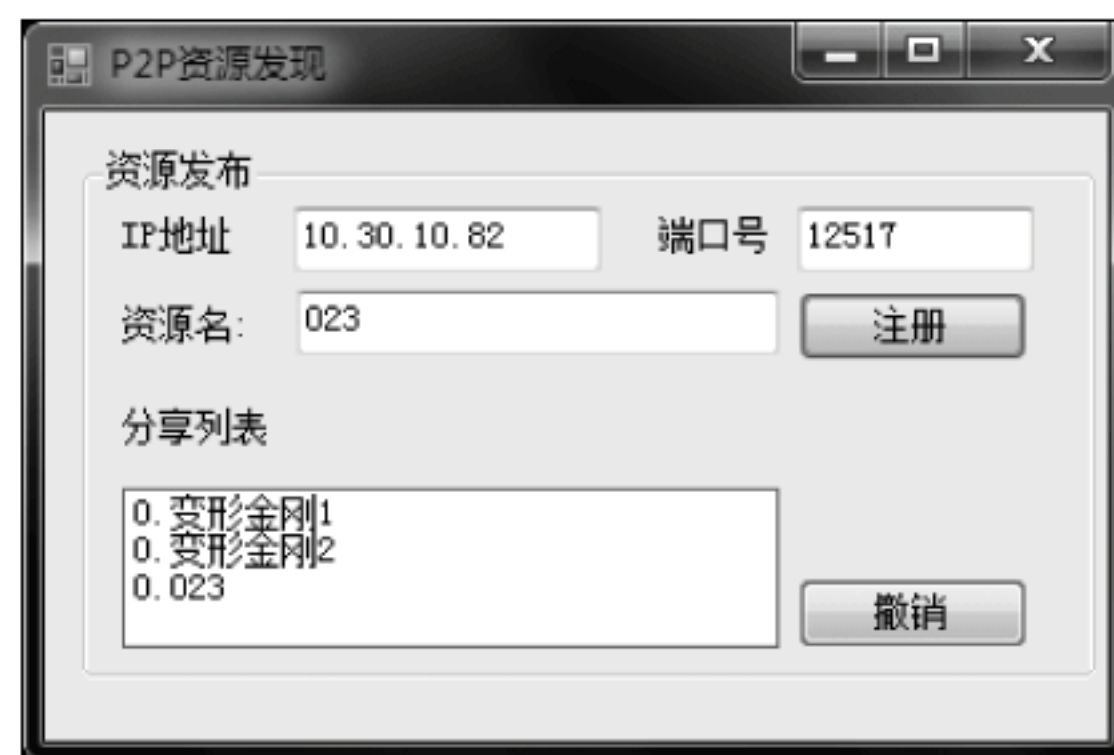 P2P资源发现
资源发布
IP地址 10.30.10.82 端口号 12517
资源名: 023 注册
分享列表
0.变形金刚1
0.变形金刚2
0.023
撤销